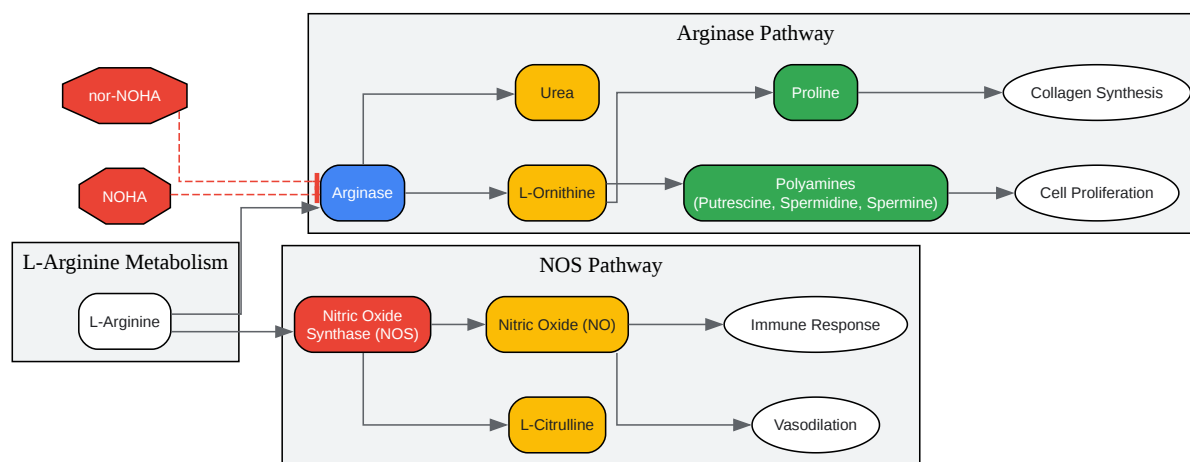 Arginase Pathway
nor-NOHA
Urea
Proline
Collagen Synthesis
NOHA
Arginase
L-Ornithine
Polyamines
(Putrescine, Spermidine, Spermine)
Cell Proliferation
L-Arginine Metabolism
NOS Pathway
L-Arginine
Nitric Oxide
Synthase (NOS)
Nitric Oxide (NO)
Immune Response
L-Citrulline
Vasodilation